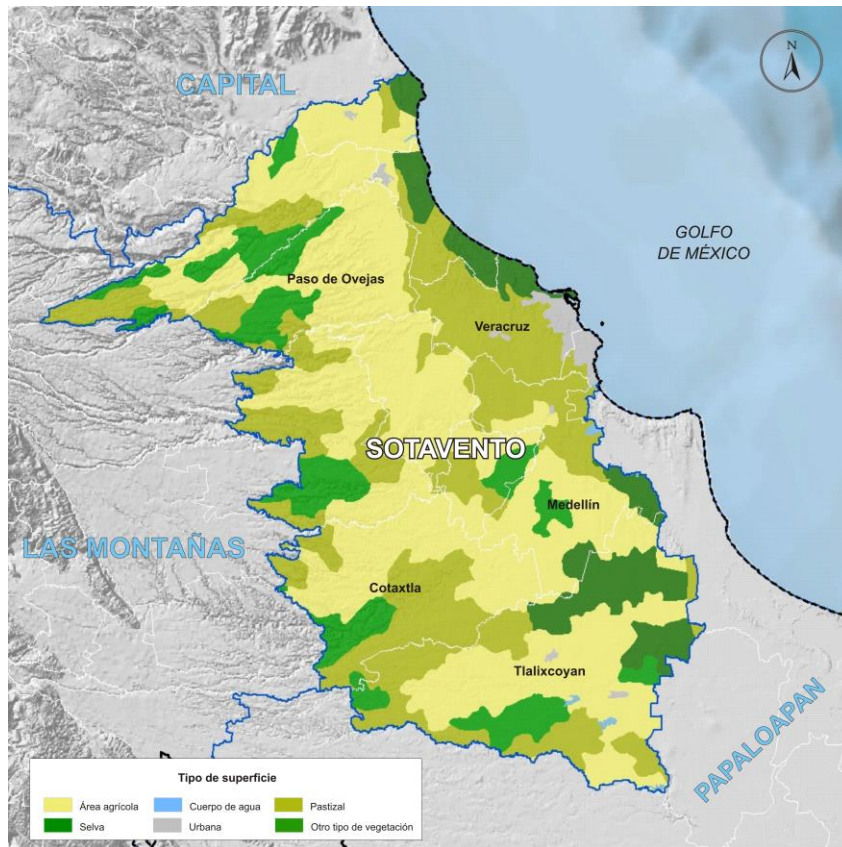 N
CAPITAL
GOLFO
DE MÉXICO
Paso de Ovejas
Veracruz
SOTAVENTO
Medellín
LAS MONTAÑAS
Cotaxtla
Tlalixcoyan
PAPALOAPAN
Tipo de superficie
Área agrícola
Cuerpo de agua
Pastizal
Selva
Urbana
Otro tipo de vegetación